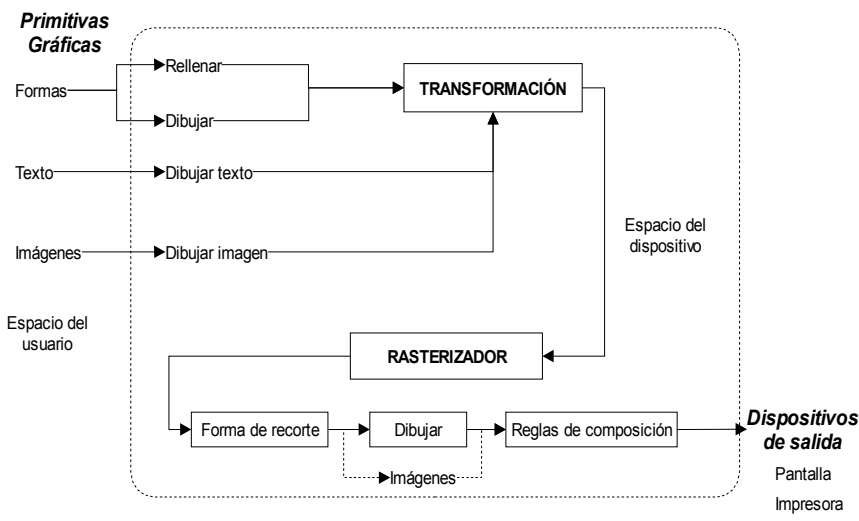 Primitivas
Gráficas
Formas
Rellenar
Dibujar
TRANSFORMACIÓN
Texto
Dibujar texto
Imágenes
Dibujar imagen
Espacio del
dispositivo
Espacio del
usuario
RASTERIZADOR
Forma de recorte
Dibujar
Reglas de composición
Imágenes
Dispositivos
de salida
Pantalla
Impresora